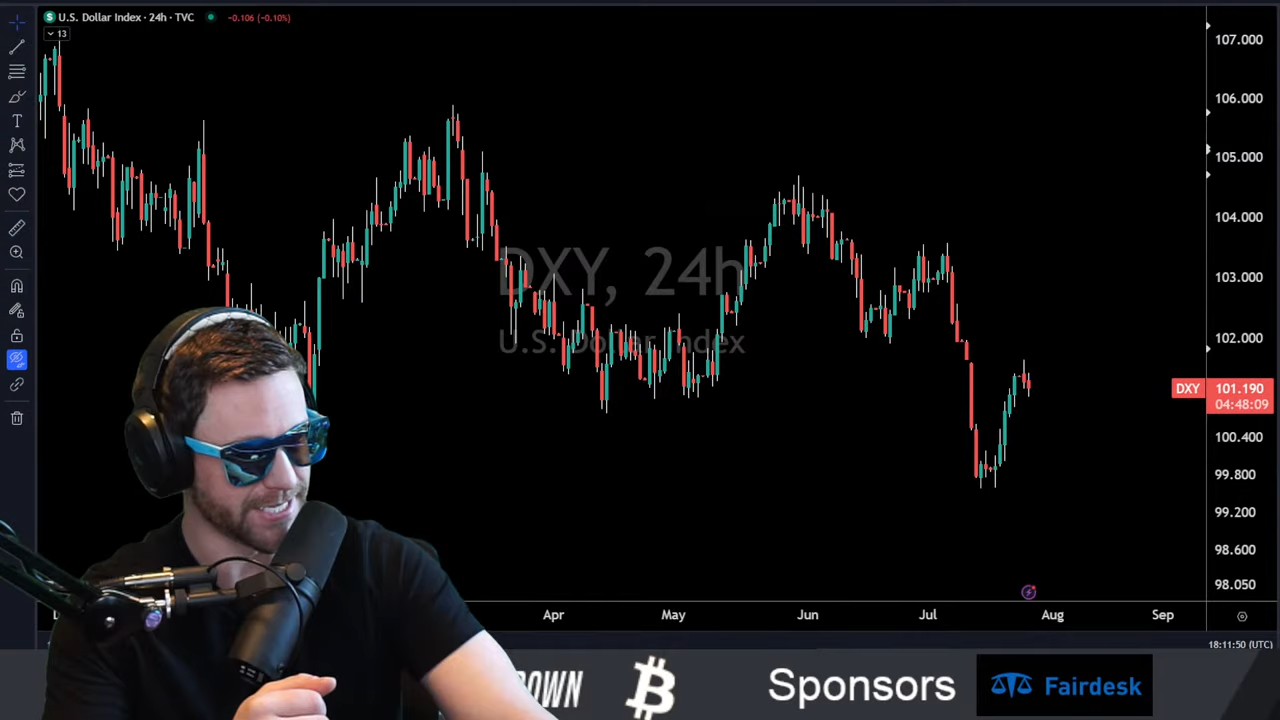 U.S. Dollar Index · 24h · TVC −0.106 (−0.10%)
13
107.000
106.000
105.000
104.000
103.000
102.000
DXY 101.190
04:48:09
100.400
99.800
99.200
98.600
98.050
DXY, 24h
U.S. Dollar Index
Apr May Jun Jul Aug Sep
18:11:50 (UTC)
Sponsors Fairdesk